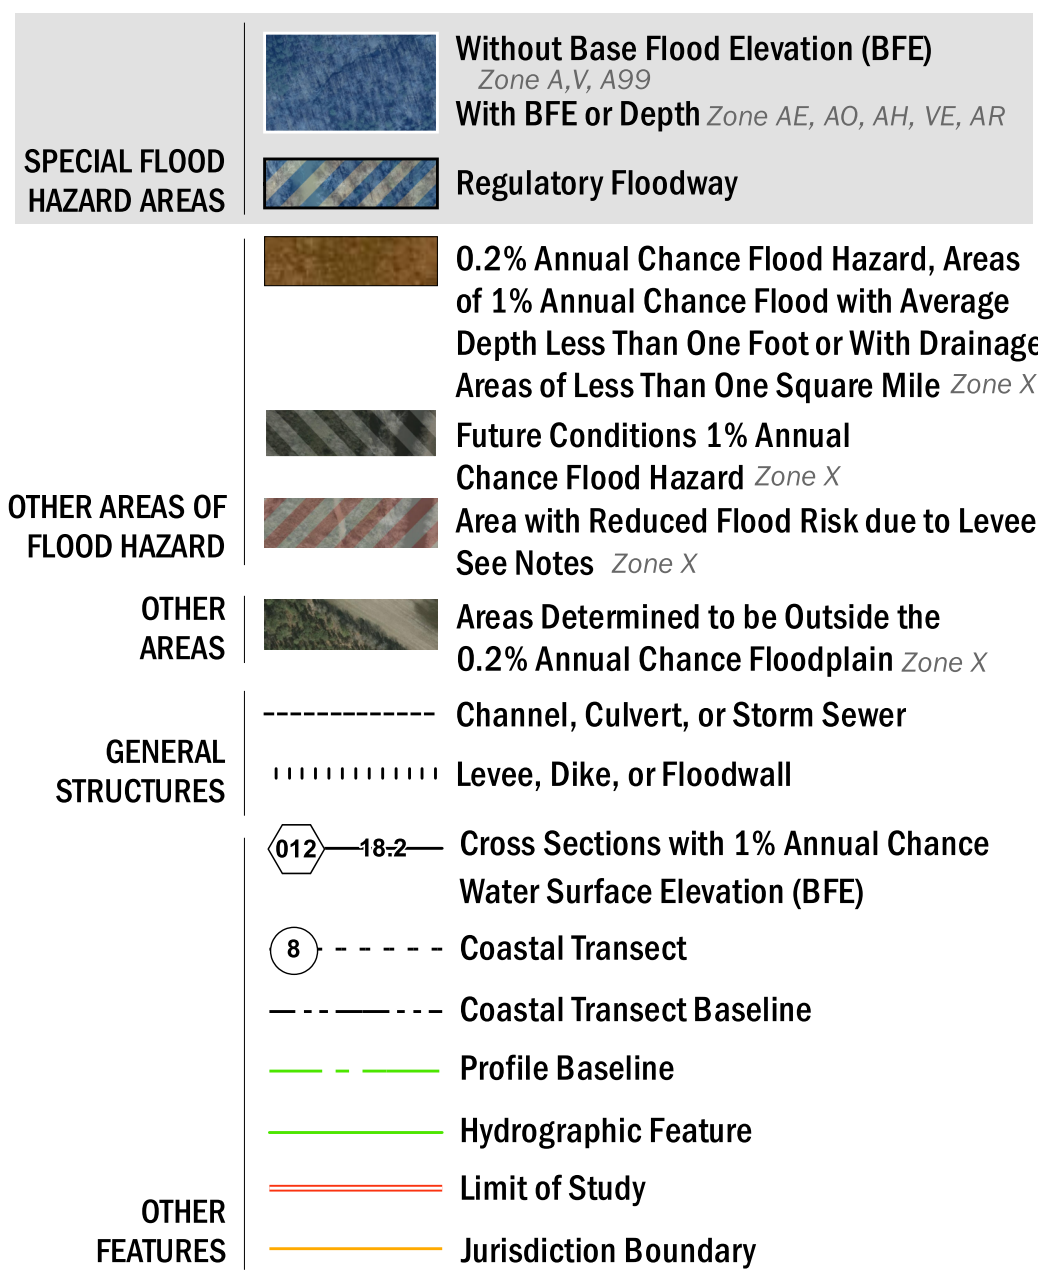 SPECIAL FLOOD
HAZARD AREAS
Without Base Flood Elevation (BFE)
Zone A,V, A99
With BFE or Depth Zone AE, AO, AH, VE, AR
Regulatory Floodway
OTHER AREAS OF
FLOOD HAZARD
0.2% Annual Chance Flood Hazard, Areas
of 1% Annual Chance Flood with Average
Depth Less Than One Foot or With Drainage
Areas of Less Than One Square Mile Zone X
Future Conditions 1% Annual
Chance Flood Hazard Zone X
Area with Reduced Flood Risk due to Levee
See Notes Zone X
OTHER
AREAS
Areas Determined to be Outside the
0.2% Annual Chance Floodplain Zone X
GENERAL
STRUCTURES
Channel, Culvert, or Storm Sewer
Levee, Dike, or Floodwall
OTHER
FEATURES
012 18.2 Cross Sections with 1% Annual Chance
Water Surface Elevation (BFE)
8 Coastal Transect
Coastal Transect Baseline
Profile Baseline
Hydrographic Feature
Limit of Study
Jurisdiction Boundary